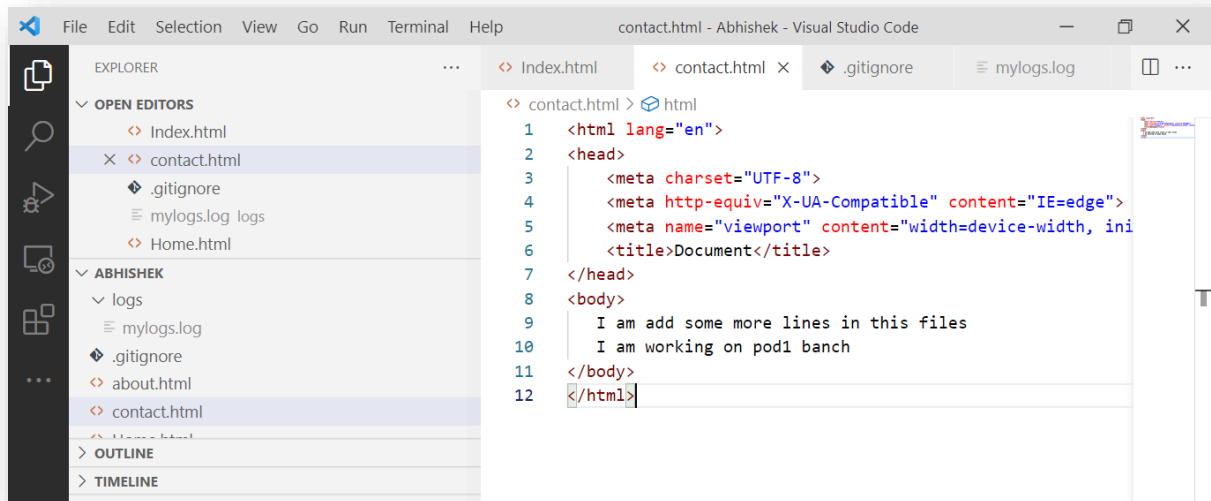 File Edit Selection View Go Run Terminal Help contact.html - Abhishek - Visual Studio Code
EXPLORER
OPEN EDITORS
Index.html
contact.html
.gitignore
mylogs.log logs
Home.html
ABHISHEK
logs
mylogs.log
.gitignore
about.html
contact.html
OUTLINE
TIMELINE
Index.html contact.html .gitignore mylogs.log
contact.html > html
1 <html lang="en">
2 <head>
3 <meta charset="UTF-8">
4 <meta http-equiv="X-UA-Compatible" content="IE=edge">
5 <meta name="viewport" content="width=device-width, ini
6 <title>Document</title>
7 </head>
8 <body>
9 I am add some more lines in this files
10 I am working on pod1 banch
11 </body>
12 </html>